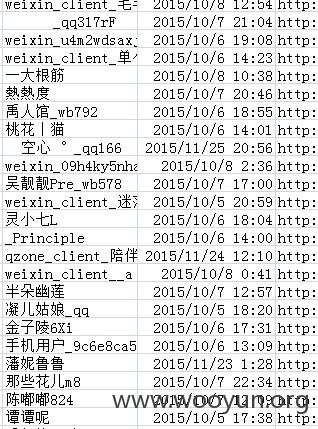 weixin_client_毛毛 2015/10/8 12:54 http:
_qq317rF 2015/10/7 21:04 http:
weixin_u4m2wdsax_ 2015/10/6 19:08 http:
weixin_client_单 2015/10/6 14:23 http:
一大根筋 2015/10/8 10:38 http:
熱熱度 2015/10/7 20:46 http:
禹人馆_wb792 2015/10/6 18:55 http:
桃花丨猫 2015/10/6 14:01 http:
空心 °_qq166 2015/11/25 20:56 http:
weixin_09h4ky5nha 2015/10/8 2:36 http:
吴靓靓Pre_wb578 2015/10/7 17:00 http:
weixin_client_迷 2015/10/5 20:59 http:
灵小七L 2015/10/6 18:04 http:
_Principle 2015/10/6 14:00 http:
qzone_client_陪伴 2015/11/24 12:10 http:
weixin_client__a 2015/10/8 0:41 http:
半朵幽莲 2015/10/7 12:57 http:
凝儿姑娘_qq 2015/10/5 18:20 http:
金子陵6Xi 2015/10/6 17:31 http:
手机用户_9c6e8ca5 2015/10/6 13:09 http:
藩妮鲁鲁 2015/11/23 1:28 http:
那些花儿m8 2015/10/7 22:34 http:
陈嘟嘟824 2015/10/7 12:09 http:
谭谭呢 2015/10/5 17:38 http:
www.wooyun.org